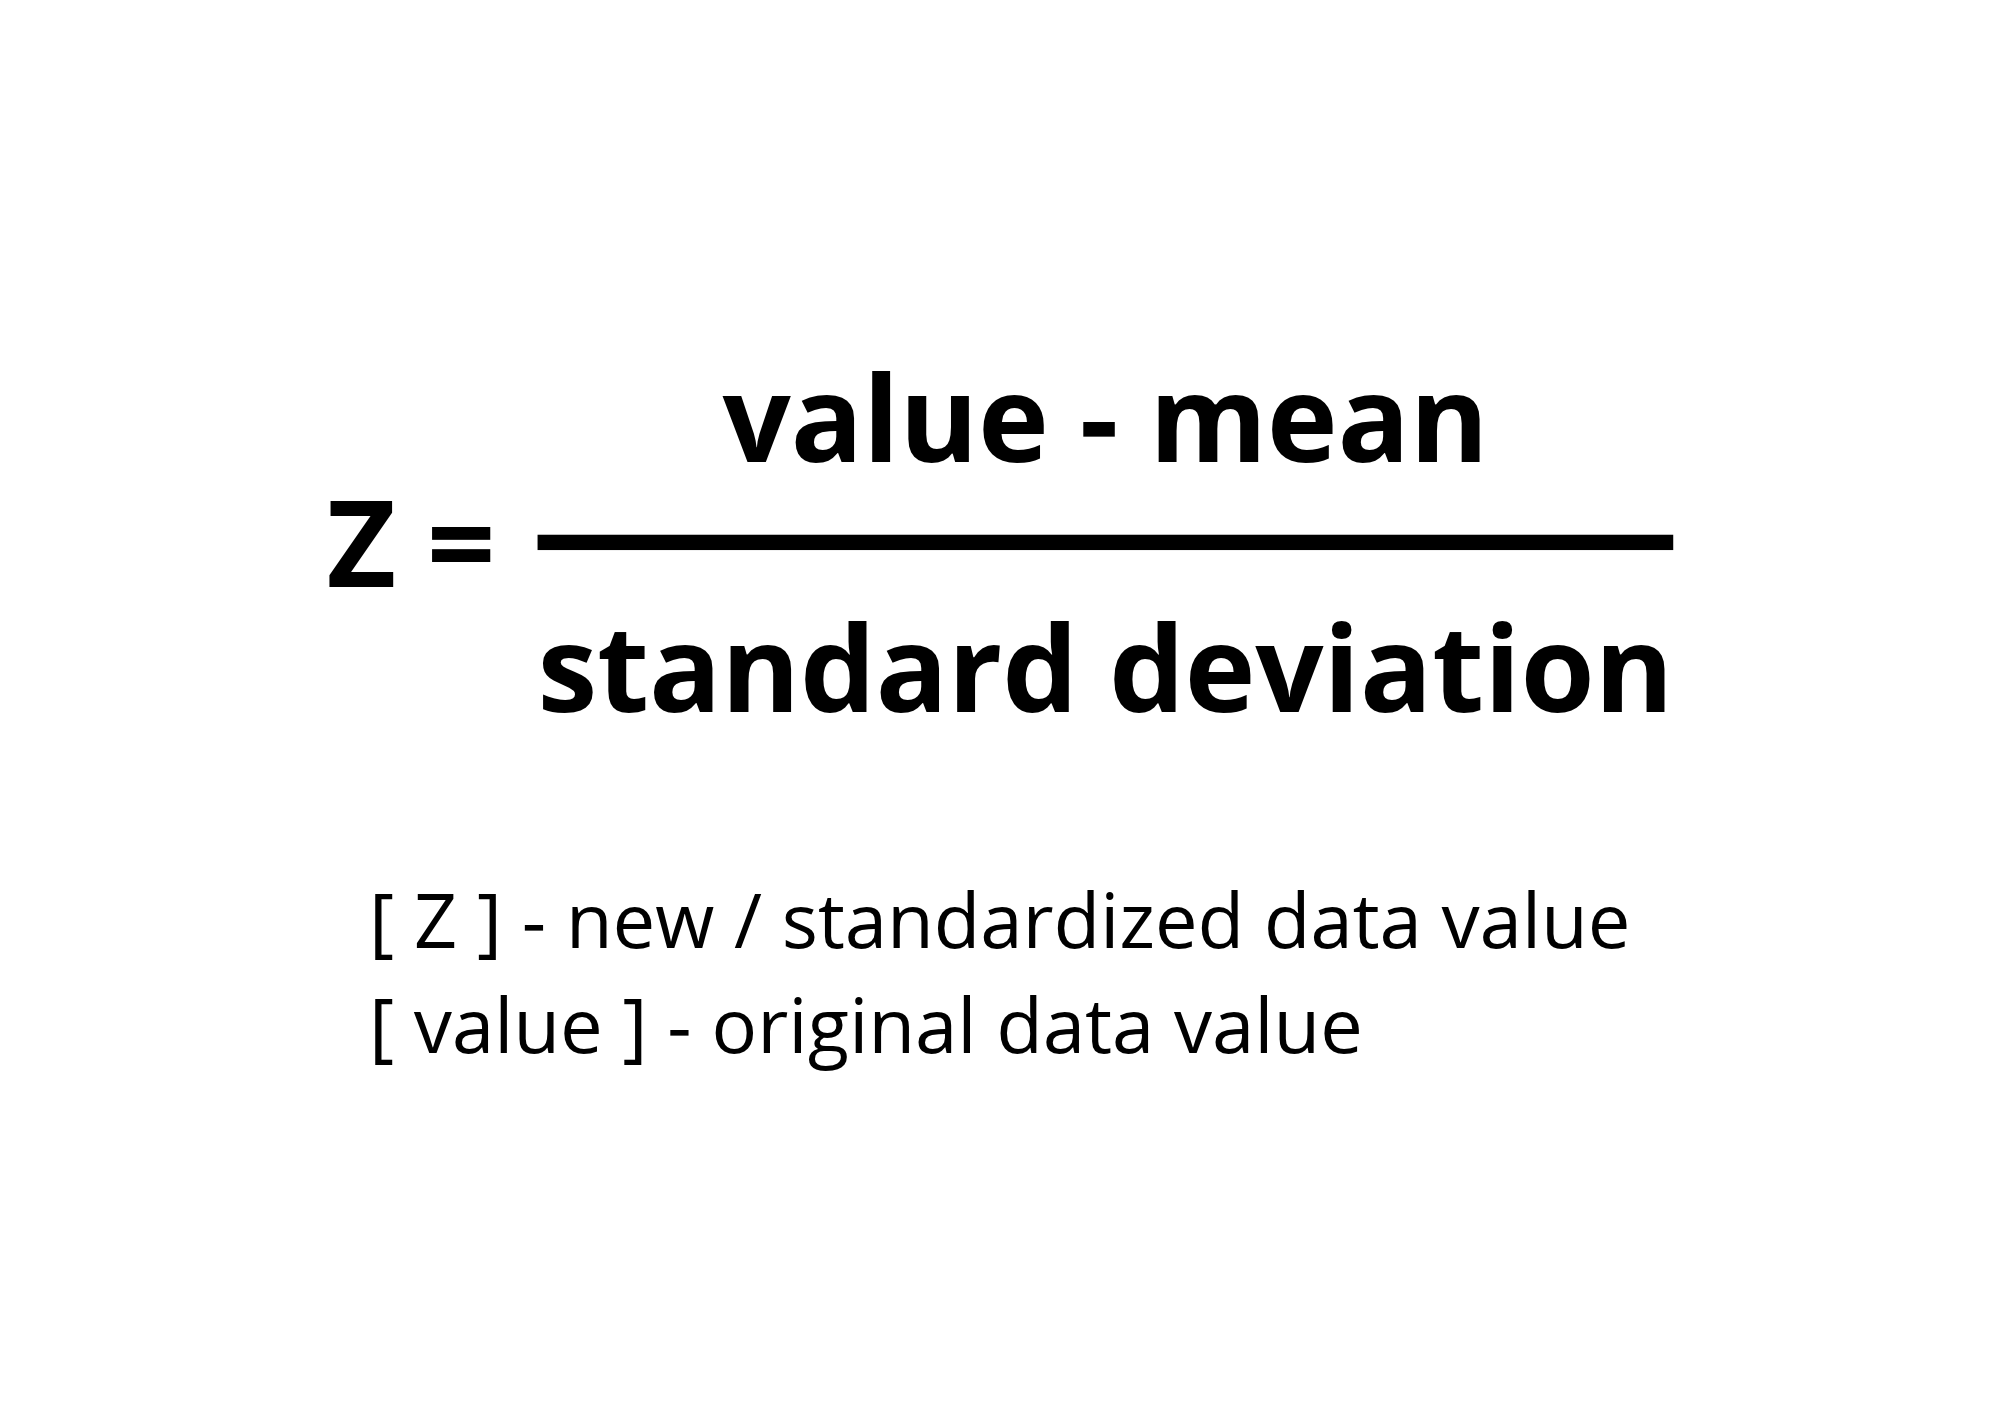 value - mean
Z =
standard deviation
[ Z ] - new / standardized data value
[ value ] - original data value